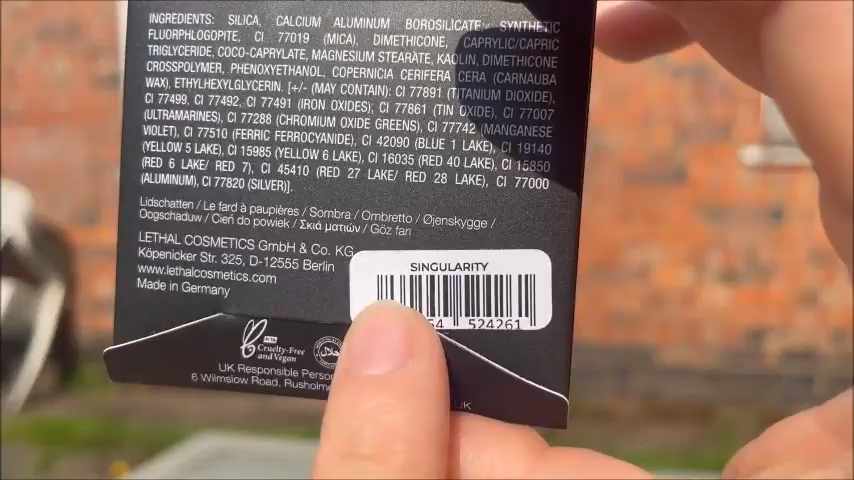 INGREDIENTS: SILICA, CALCIUM ALUMINUM BOROSILICATE, SYNTHETIC
FLUORPHLOGOPITE, CI 77019 (MICA), DIMETHICONE, CAPRYLIC/CAPRIC
TRIGLYCERIDE, COCO-CAPRYLATE, MAGNESIUM STEARATE, KAOLIN, DIMETHICONE
CROSSPOLYMER, PHENOXYETHANOL, COPERNICIA CERIFERA CERA (CARNAUBA
WAX), ETHYLHEXYLGLYCERIN. [+/- (MAY CONTAIN): CI 77891 (TITANIUM DIOXIDE),
CI 77499, CI 77492, CI 77491 (IRON OXIDES), CI 77861 (TIN OXIDE), CI 77007
(ULTRAMARINES), CI 77288 (CHROMIUM OXIDE GREENS), CI 77742 (MANGANESE
VIOLET), CI 77510 (FERRIC FERROCYANIDE), CI 42090 (BLUE 1 LAKE), CI 19140
(YELLOW 5 LAKE), CI 15985 (YELLOW 6 LAKE), CI 16035 (RED 40 LAKE), CI 15850
(RED 6 LAKE/ RED 7), CI 45410 (RED 27 LAKE/ RED 28 LAKE), CI 77000
(ALUMINUM), CI 77820 (SILVER)].
Lidschatten / Le fard à paupières / Sombra / Ombretto / Øjenskygge /
Oogschaduw / Cień do powiek / Σκιά ματιών / Göz fari
LETHAL COSMETICS GmbH & Co. KG
Köpenicker Str. 325, D-12555 Berlin
www.lethalcosmetics.com
Made in Germany
SINGULARITY
524261
PETA
Cruelty-Free
and Vegan
حلال
UK Responsible
6 Wilmslow Road,
UK